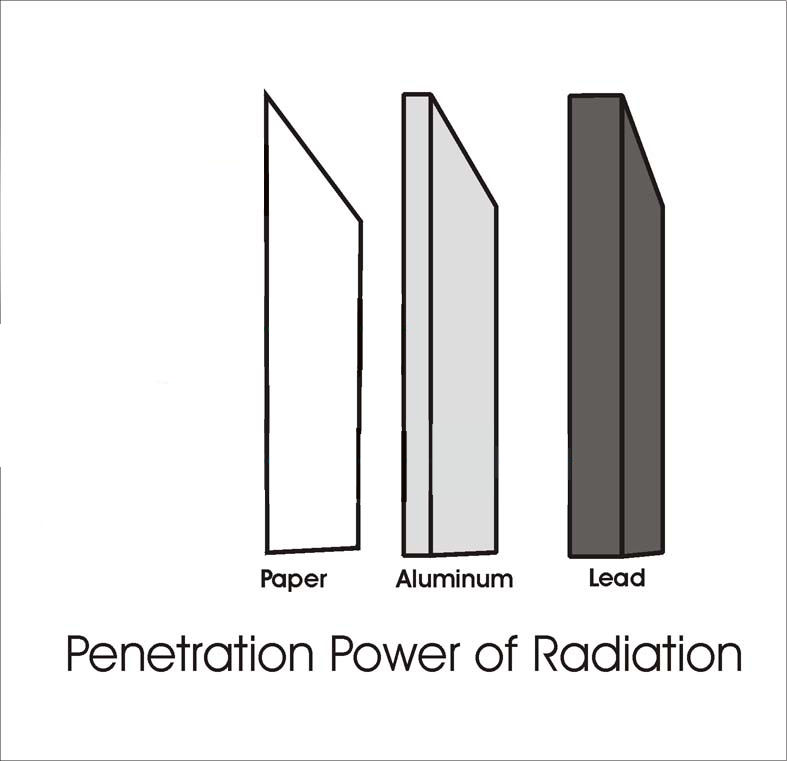 Paper Aluminum Lead
Penetration Power of Radiation